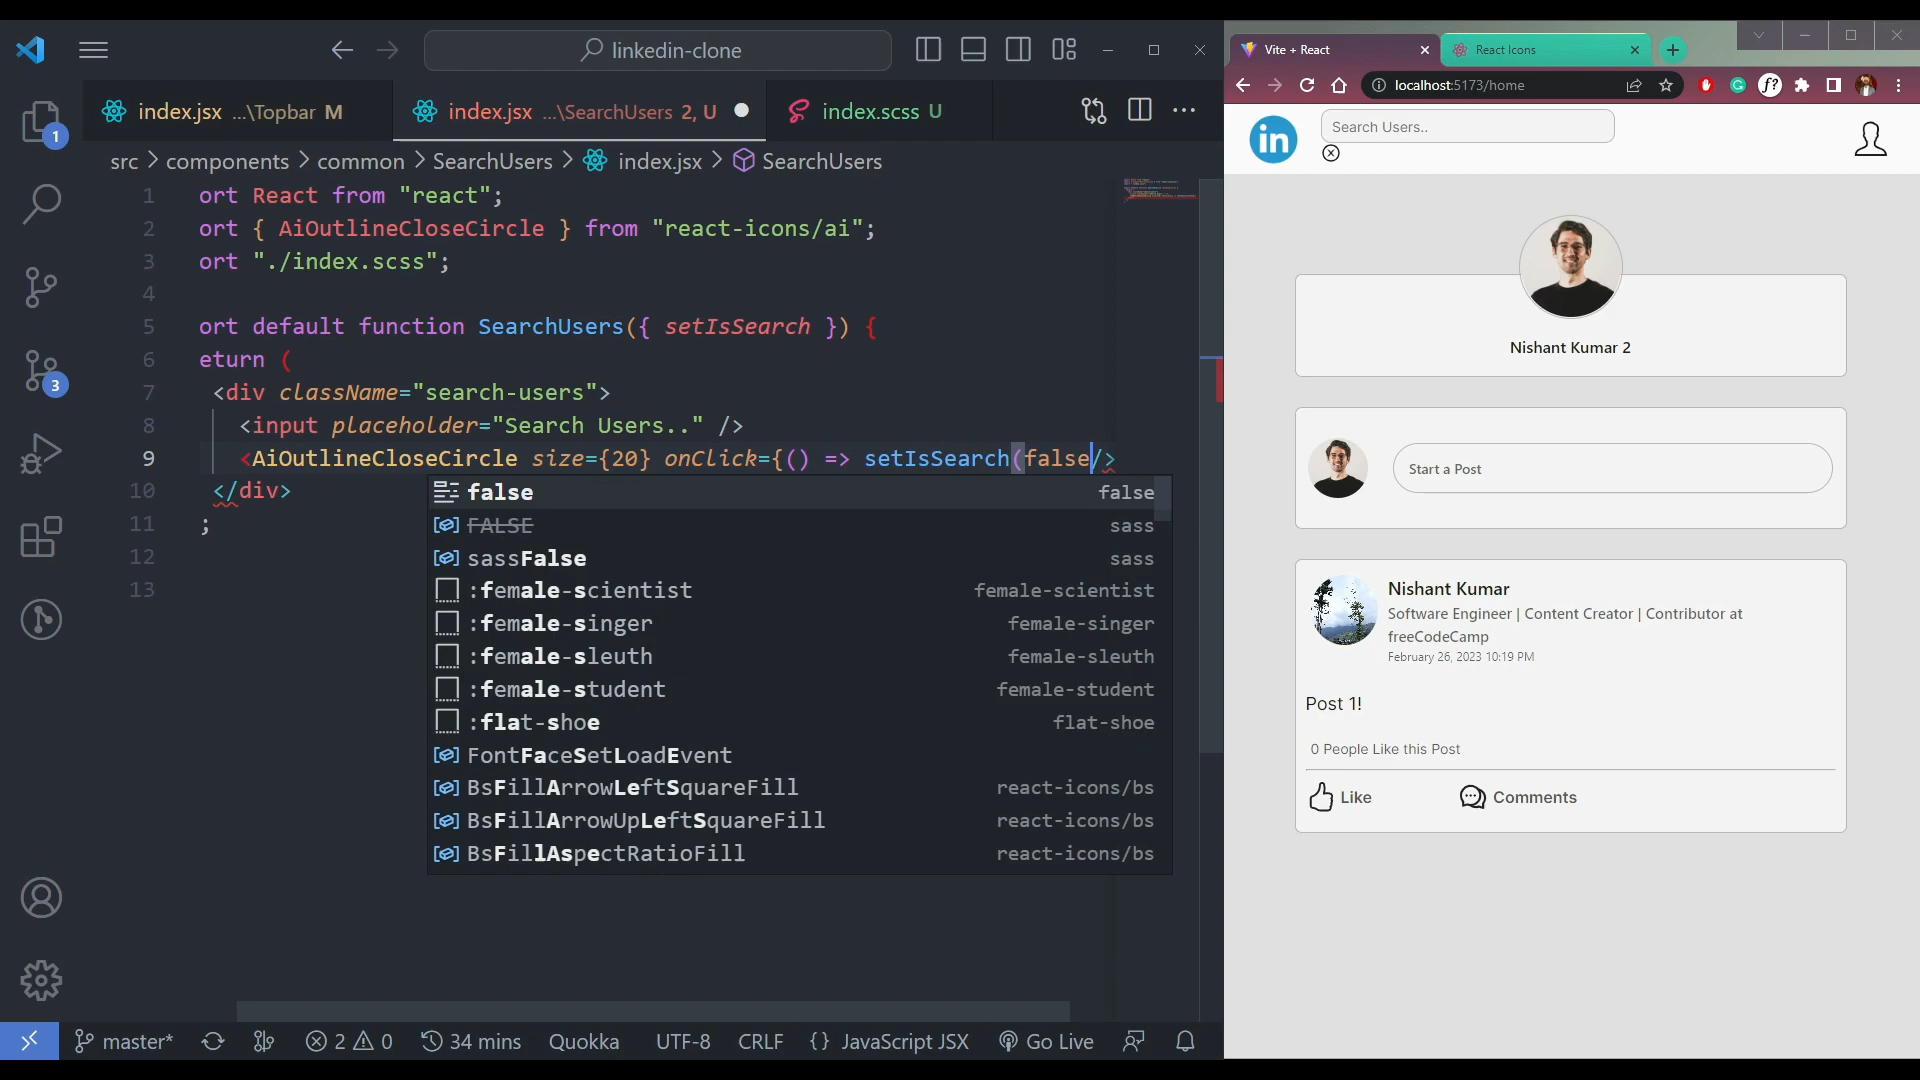 linkedin-clone
index.jsx ...\Topbar M
index.jsx ...\SearchUsers 2, U
index.scss U
src > components > common > SearchUsers > index.jsx > SearchUsers
1 ort React from "react";
2 ort { AiOutlineCloseCircle } from "react-icons/ai";
3 ort "./index.scss";
4
5 ort default function SearchUsers({ setIsSearch }) {
6 eturn (
7 <div className="search-users">
8 <input placeholder="Search Users.." />
9 <AiOutlineCloseCircle size={20} onClick={() => setIsSearch(false/>
10 </div>
11 ;
12
13
false false
FALSE sass
sassFalse sass
:female-scientist female-scientist
:female-singer female-singer
:female-sleuth female-sleuth
:female-student female-student
:flat-shoe flat-shoe
FontFaceSetLoadEvent
BsFillArrowLeftSquareFill react-icons/bs
BsFillArrowUpLeftSquareFill react-icons/bs
BsFillAspectRatioFill react-icons/bs
1
3
master* 2 0 34 mins Quokka UTF-8 CRLF {} JavaScript JSX Go Live
Vite + React
React Icons
localhost:5173/home
f?
in
Search Users..
Nishant Kumar 2
Start a Post
Nishant Kumar
Software Engineer | Content Creator | Contributor at
freeCodeCamp
February 26, 2023 10:19 PM
Post 1!
0 People Like this Post
Like
Comments